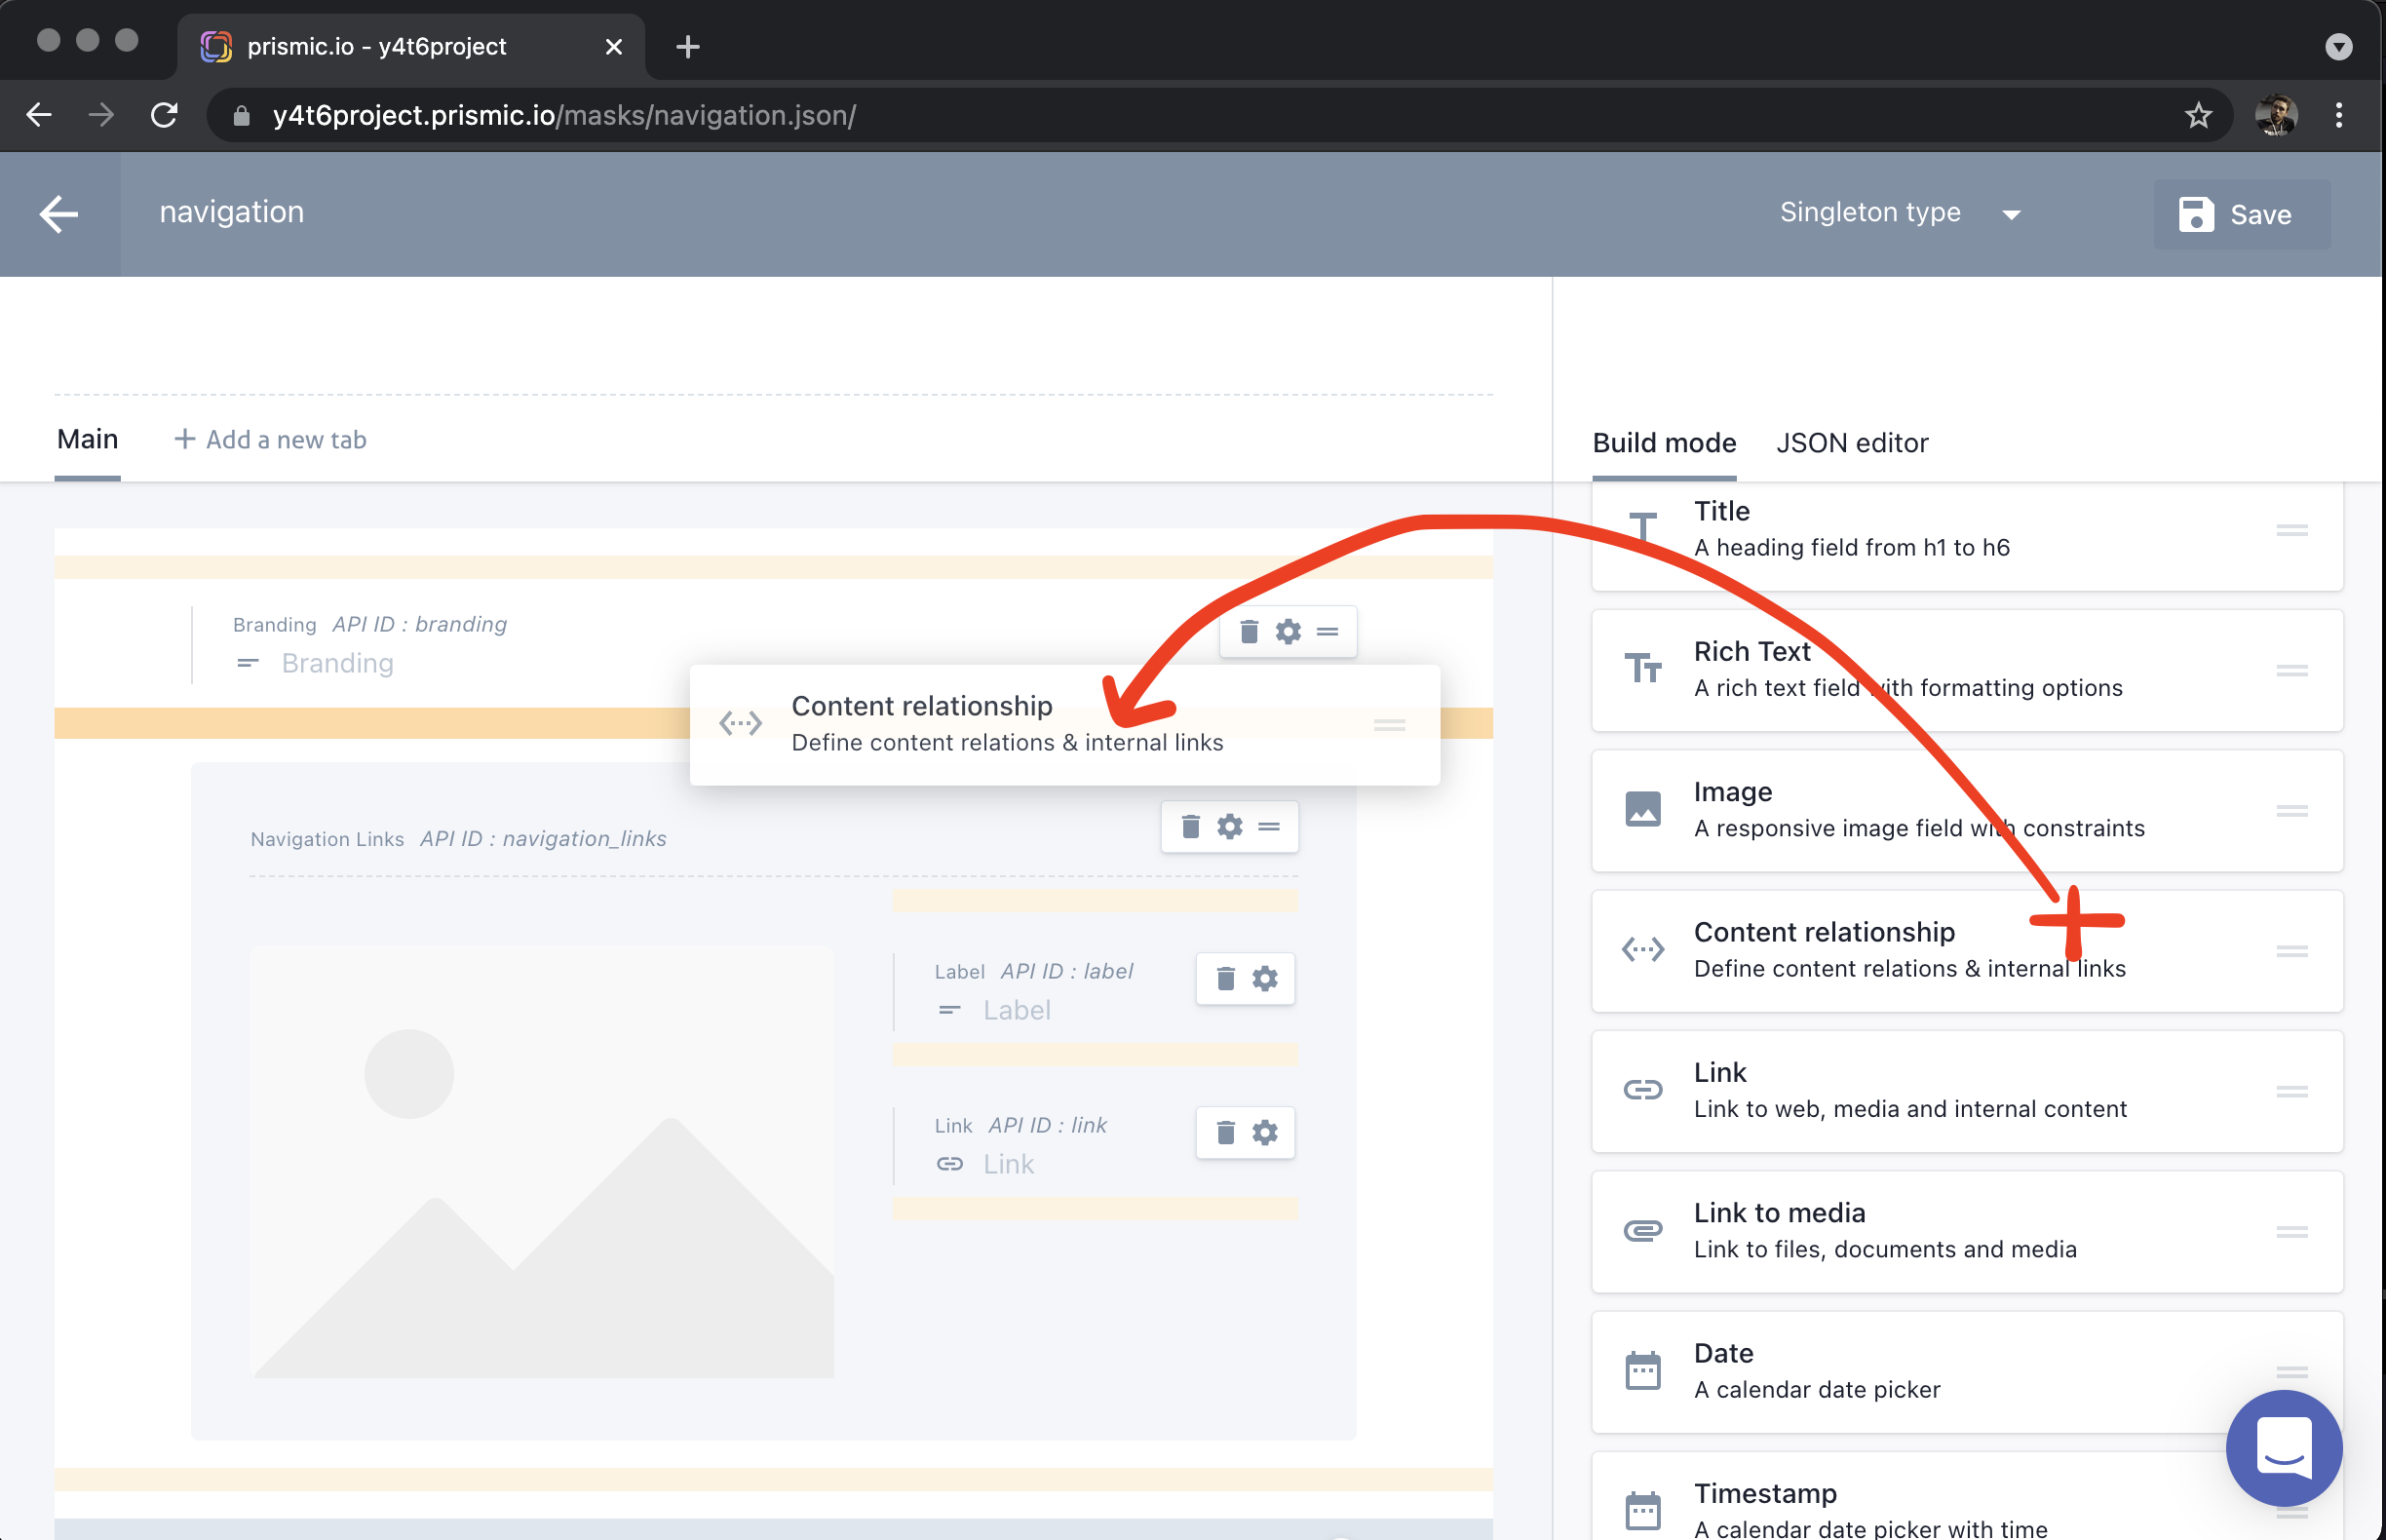 prismic.io - y4t6project
y4t6project.prismic.io/masks/navigation.json/
navigation
Singleton type
Save
Main
+ Add a new tab
Build mode
JSON editor
Branding API ID : branding
Branding
Content relationship
Define content relations & internal links
Navigation Links API ID : navigation_links
Label API ID : label
Label
Link API ID : link
Link
Title
A heading field from h1 to h6
Rich Text
A rich text field with formatting options
Image
A responsive image field with constraints
Content relationship
Define content relations & internal links
Link
Link to web, media and internal content
Link to media
Link to files, documents and media
Date
A calendar date picker
Timestamp
A calendar date picker with time